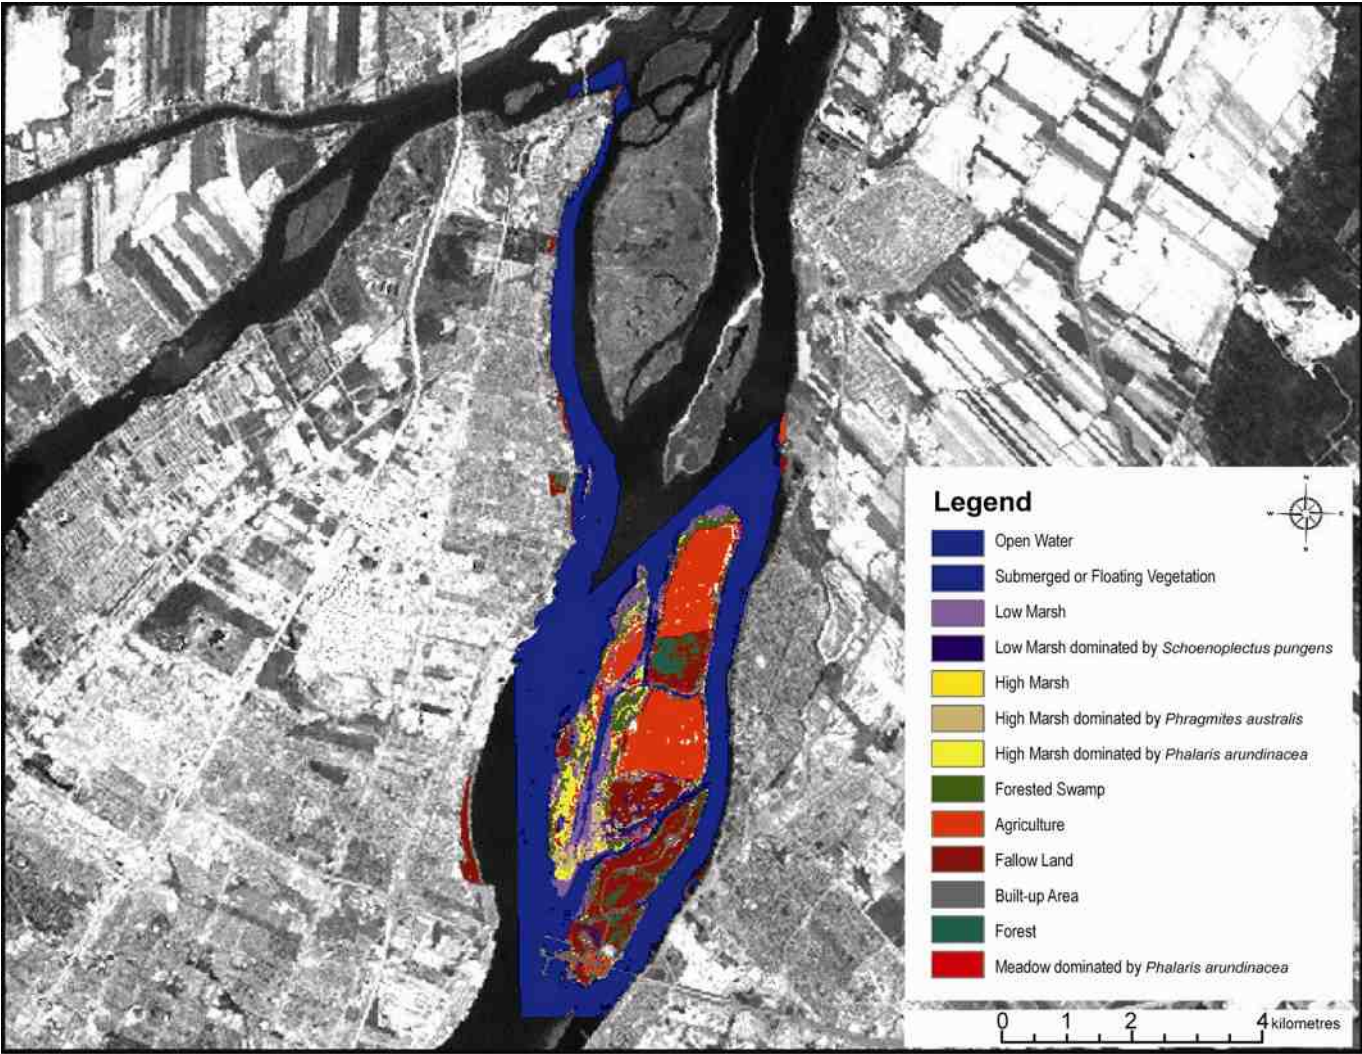 Legend
N
W E
Open Water
Submerged or Floating Vegetation
Low Marsh
Low Marsh dominated by Schoenoplectus pungens
High Marsh
High Marsh dominated by Phragmites australis
High Marsh dominated by Phalaris arundinacea
Forested Swamp
Agriculture
Fallow Land
Built-up Area
Forest
Meadow dominated by Phalaris arundinacea
0 1 2 4 kilometres